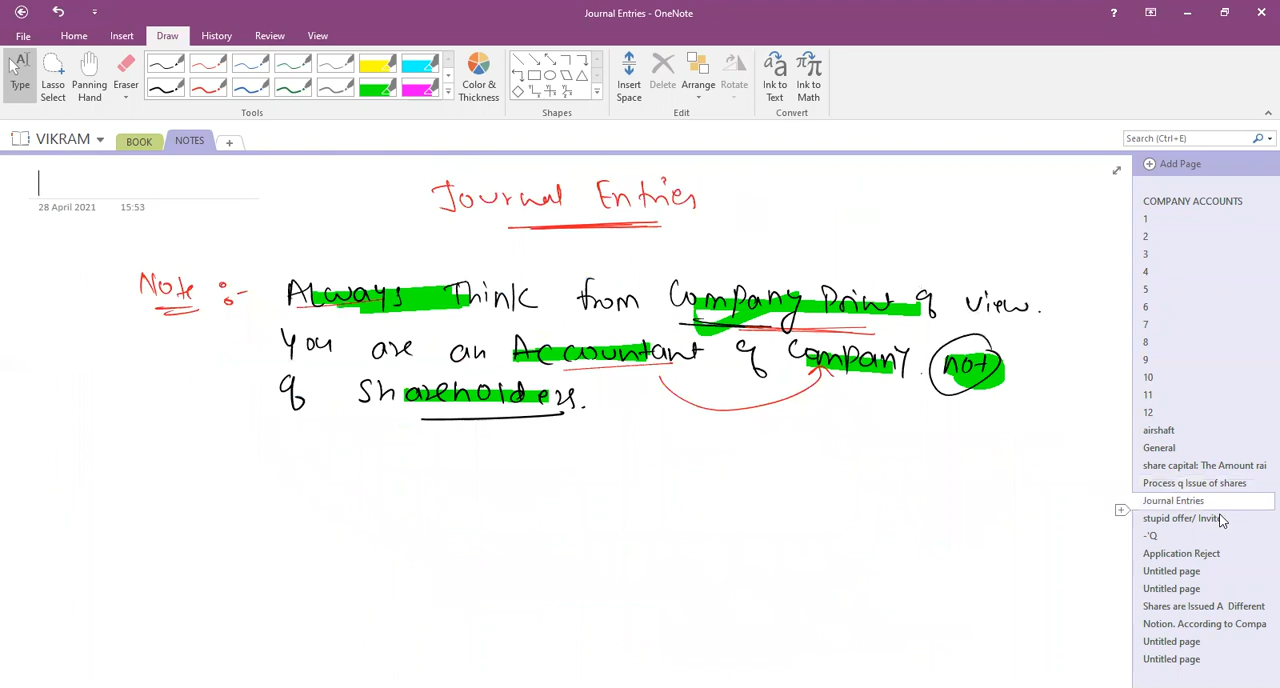 Journal Entries - OneNote
?
File
Home
Insert
Draw
History
Review
View
Type
Lasso Select
Panning Hand
Eraser
Color & Thickness
Insert Space
Delete
Arrange
Rotate
Ink to Text
Ink to Math
Tools
Shapes
Edit
Convert
VIKRAM
BOOK
NOTES
Search (Ctrl+E)
28 April 2021 15:53
Journal Entries
Note :-
Always Think from Company Point of view.
You are an Accountant of Company. not
of Shareholders.
Add Page
COMPANY ACCOUNTS
1
2
3
4
5
6
7
8
9
10
11
12
airshaft
General
share capital: The Amount rai
Process q Issue of shares
Journal Entries
stupid offer/ Invite
-'Q
Application Reject
Untitled page
Untitled page
Shares are Issued A Different
Notion. According to Compa
Untitled page
Untitled page